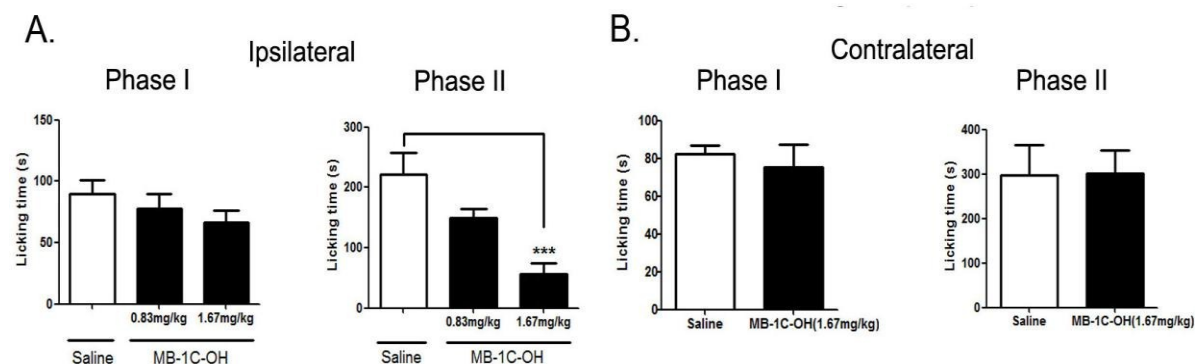 A.
Ipsilateral
Phase I
Phase II
Licking time (s)
150
100
50
0
0.83mg/kg 1.67mg/kg
Saline MB-1C-OH
Licking time (s)
300
200
100
0
***
0.83mg/kg 1.67mg/kg
Saline MB-1C-OH
B.
Contralateral
Phase I
Phase II
Licking time (s)
100
80
60
40
20
0
Saline MB-1C-OH(1.67mg/kg)
Licking time (s)
400
300
200
100
0
Saline MB-1C-OH(1.67mg/kg)